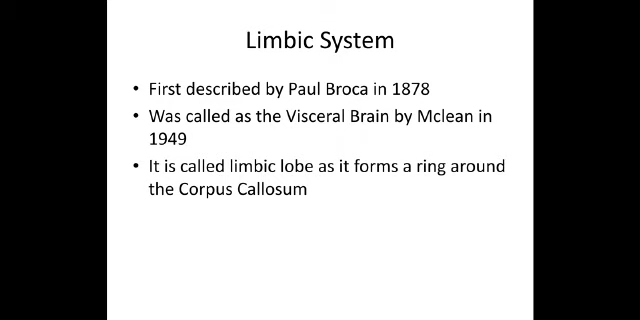 Limbic System
• First described by Paul Broca in 1878
• Was called as the Visceral Brain by Mclean in
1949
• It is called limbic lobe as it forms a ring around
the Corpus Callosum